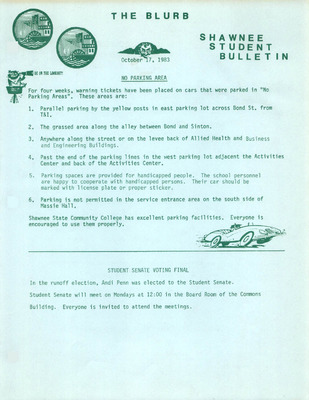 THE BLURB
SHAWNEE
STUDENT
BULLETIN
October 17, 1983
NO PARKING AREA
For four weeks, warning tickets have been placed on cars that were parked in "No
Parking Areas". These areas are:
1. Parallel parking by the yellow posts in east parking lot across Bond St. from
TAI.
2. The grassed area along the alley between Bond and Sinton.
3. Anywhere along the street or on the levee back of Allied Health and Business
and Engineering Buildings.
4. Past the end of the parking lines in the west parking lot adjacent the Activities
Center and back of the Activities Center.
5. Parking spaces are provided for handicapped people. The school personnel
are happy to cooperate with handicapped persons. Their car should be
marked with license plate or proper sticker.
6. Parking is not permitted in the service entrance area on the south side of
Massie Hall.
Shawnee State Community College has excellent parking facilities. Everyone is
encouraged to use them properly.
STUDENT SENATE VOTING FINAL
In the runoff election, Andi Penn was elected to the Student Senate.
Student Senate will meet on Mondays at 12:00 in the Board Room of the Commons
Building. Everyone is invited to attend the meetings.